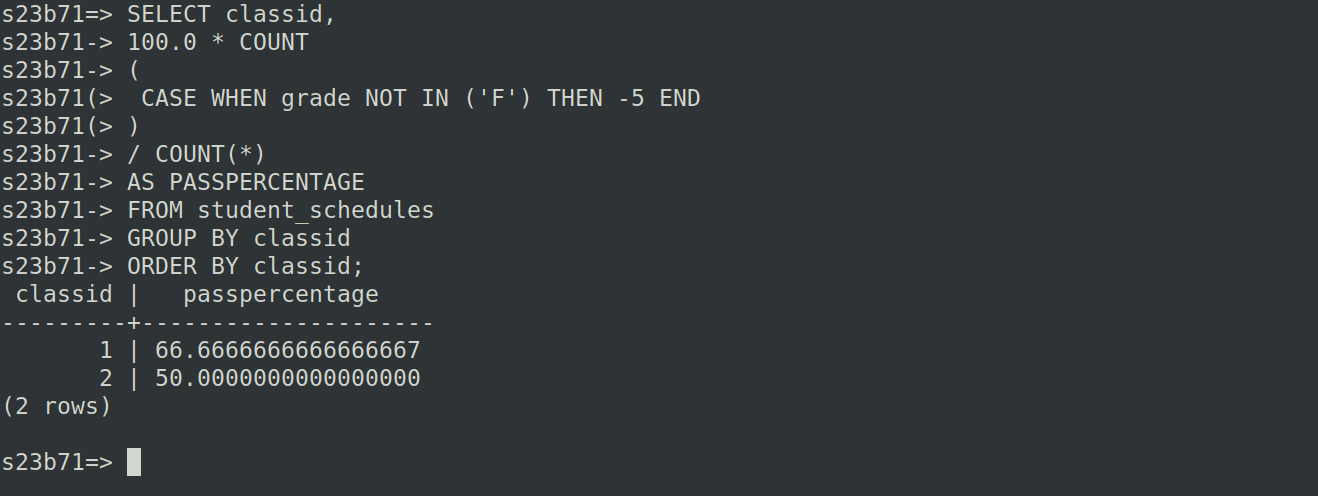 s23b71=> SELECT classid,
s23b71-> 100.0 * COUNT
s23b71-> (
s23b71(>  CASE WHEN grade NOT IN ('F') THEN -5 END
s23b71(> )
s23b71-> / COUNT(*)
s23b71-> AS PASSPERCENTAGE
s23b71-> FROM student_schedules
s23b71-> GROUP BY classid
s23b71-> ORDER BY classid;
 classid |   passpercentage
---------+---------------------
       1 | 66.6666666666666667
       2 | 50.0000000000000000
(2 rows)

s23b71=>